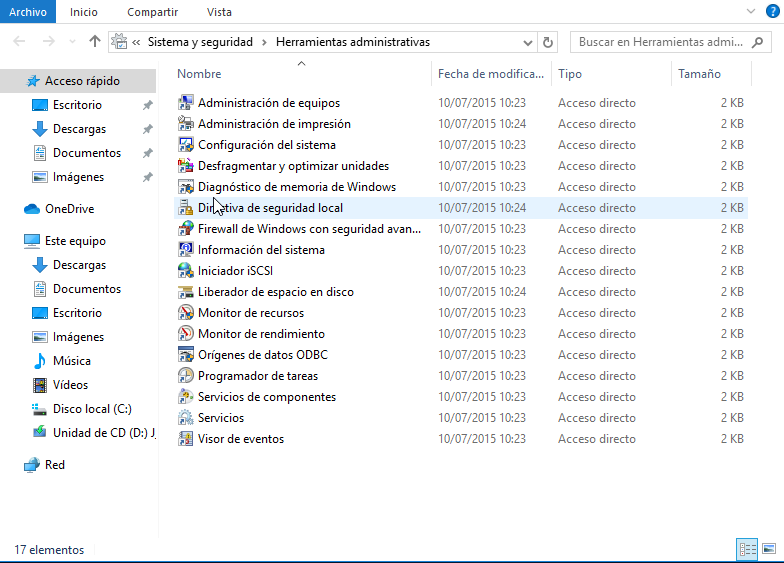 Archivo Inicio Compartir Vista
« Sistema y seguridad > Herramientas administrativas Buscar en Herramientas admi...
Nombre Fecha de modifica... Tipo Tamaño
Acceso rápido
Escritorio
Descargas
Documentos
Imágenes
OneDrive
Este equipo
Descargas
Documentos
Escritorio
Imágenes
Música
Vídeos
Disco local (C:)
Unidad de CD (D:) J
Red
Administración de equipos 10/07/2015 10:23 Acceso directo 2 KB
Administración de impresión 10/07/2015 10:24 Acceso directo 2 KB
Configuración del sistema 10/07/2015 10:23 Acceso directo 2 KB
Desfragmentar y optimizar unidades 10/07/2015 10:23 Acceso directo 2 KB
Diagnóstico de memoria de Windows 10/07/2015 10:23 Acceso directo 2 KB
Directiva de seguridad local 10/07/2015 10:24 Acceso directo 2 KB
Firewall de Windows con seguridad avan... 10/07/2015 10:23 Acceso directo 2 KB
Información del sistema 10/07/2015 10:23 Acceso directo 2 KB
Iniciador iSCSI 10/07/2015 10:23 Acceso directo 2 KB
Liberador de espacio en disco 10/07/2015 10:24 Acceso directo 2 KB
Monitor de recursos 10/07/2015 10:23 Acceso directo 2 KB
Monitor de rendimiento 10/07/2015 10:23 Acceso directo 2 KB
Orígenes de datos ODBC 10/07/2015 10:23 Acceso directo 2 KB
Programador de tareas 10/07/2015 10:23 Acceso directo 2 KB
Servicios de componentes 10/07/2015 10:23 Acceso directo 2 KB
Servicios 10/07/2015 10:23 Acceso directo 2 KB
Visor de eventos 10/07/2015 10:23 Acceso directo 2 KB
17 elementos